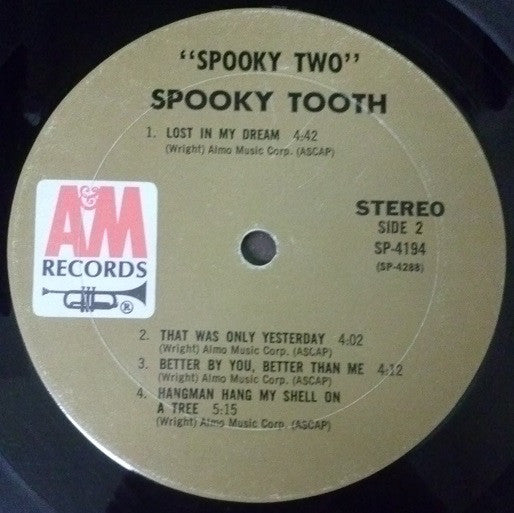 "SPOOKY TWO"
SPOOKY TOOTH
1. LOST IN MY DREAM 4:42
(Wright) Almo Music Corp. (ASCAP)
A&M
RECORDS
®
STEREO
SIDE 2
SP-4194
(SP-4288)
2. THAT WAS ONLY YESTERDAY 4:02
(Wright) Almo Music Corp. (ASCAP)
3. BETTER BY YOU, BETTER THAN ME 4:12
(Wright) Almo Music Corp. (ASCAP)
4. HANGMAN HANG MY SHELL ON
A TREE 5:15
(Wright) Almo Music Corp. (ASCAP)